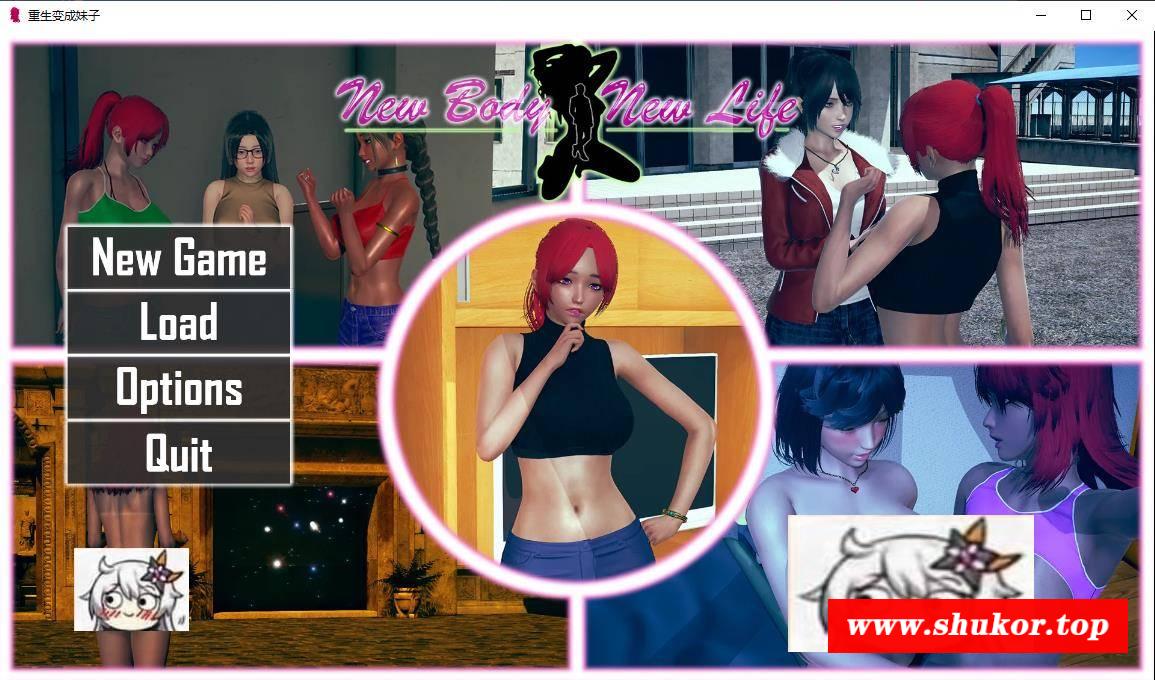 重生变成妹子
New Body New Life
New Game
Load
Options
Quit
www.shukor.top